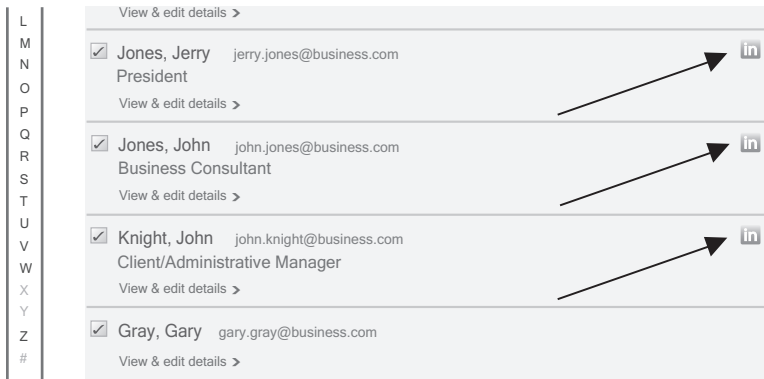 L
M
N
O
P
Q
R
S
T
U
V
W
X
Y
Z
#
View & edit details >
Jones, Jerry jerry.jones@business.com in
President
View & edit details >
Jones, John john.jones@business.com in
Business Consultant
View & edit details >
Knight, John john.knight@business.com in
Client/Administrative Manager
View & edit details >
Gray, Gary gary.gray@business.com
View & edit details >